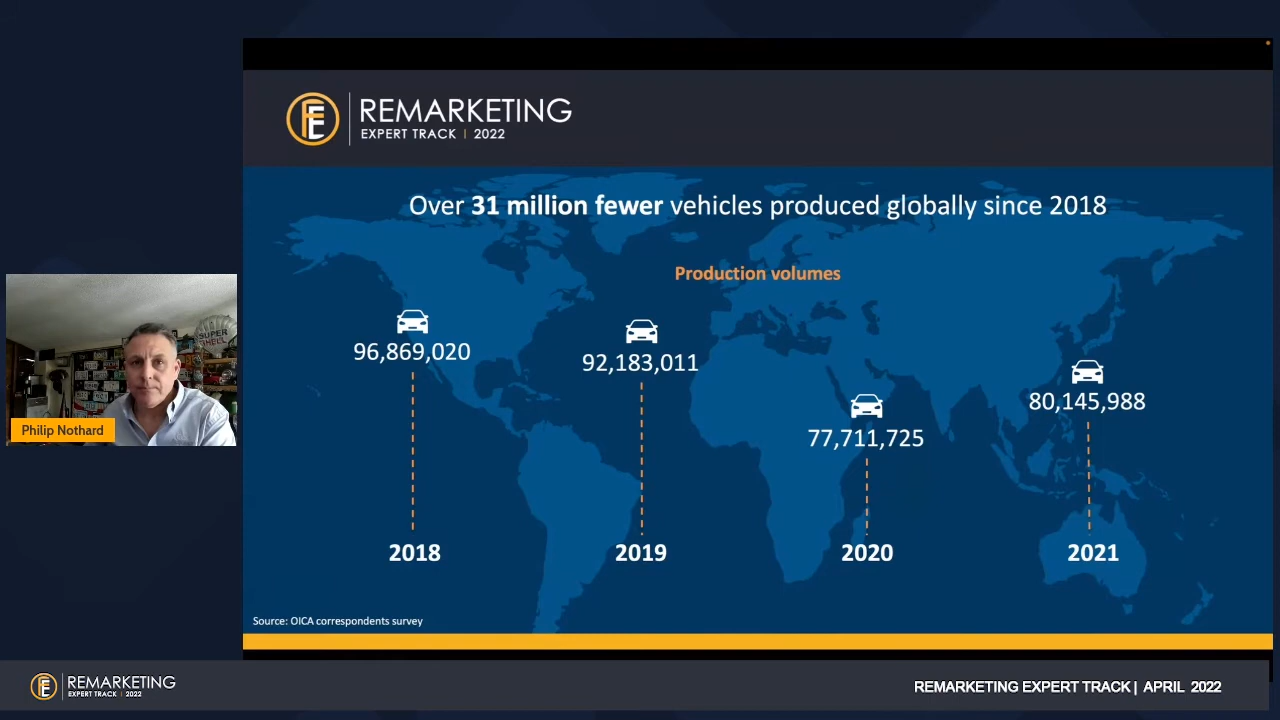 REMARKETING
EXPERT TRACK | 2022
Over 31 million fewer vehicles produced globally since 2018
Production volumes
96,869,020
92,183,011
77,711,725
80,145,988
2018
2019
2020
2021
Source: OICA correspondents survey
SUPER
SHELL
Philip Nothard
REMARKETING
EXPERT TRACK | 2022
REMARKETING EXPERT TRACK | APRIL 2022